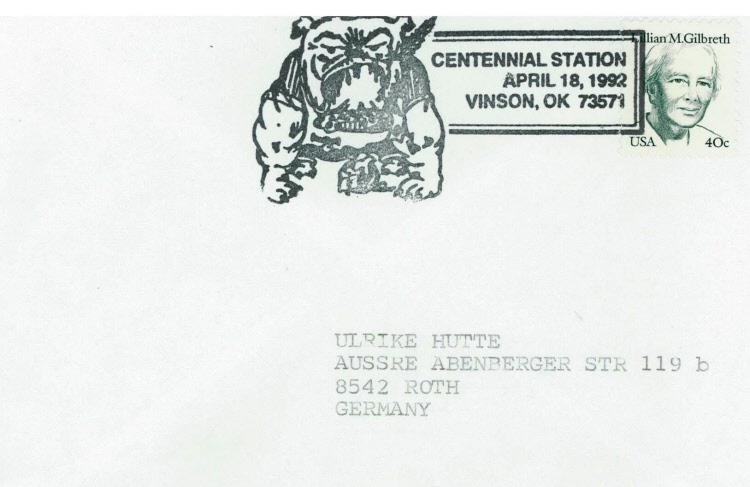 CENTENNIAL STATION
APRIL 18, 1992
VINSON, OK 73571
Lillian M. Gilbreth
USA 40c
ULRIKE HUTTE
AUSSRE ABENBERGER STR 119 b
8542 ROTH
GERMANY